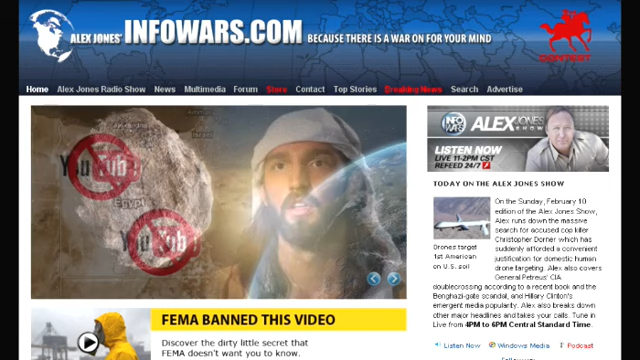 ALEX JONES' INFOWARS.COM BECAUSE THERE IS A WAR ON FOR YOUR MIND
CONTEST
Home Alex Jones Radio Show News Multimedia Forum Store Contact Top Stories Breaking News Search Advertise
You Tube
Egypt
You Tube
INFO WARS ALEX JONES SHOW
LISTEN NOW
LIVE 11-2PM CST
REFEED 24/7
TODAY ON THE ALEX JONES SHOW
Drones target
1st American
on U.S. soil
On the Sunday, February 10
edition of the Alex Jones Show,
Alex runs down the massive
search for accused cop killer
Christopher Dorner which has
suddenly afforded a convenient
justification for domestic human
drone targeting. Alex also covers
General Petreus' CIA
doublecrossing according to a recent book and the
Benghazi-gate scandal, and Hillary Clinton's
emergent media popularity. Alex also breaks down
other major headlines and takes your calls. Tune in
Live from 4PM to 6PM Central Standard Time.
Listen Now Windows Media Podcast
FEMA BANNED THIS VIDEO
Discover the dirty little secret that
FEMA doesn't want you to know.